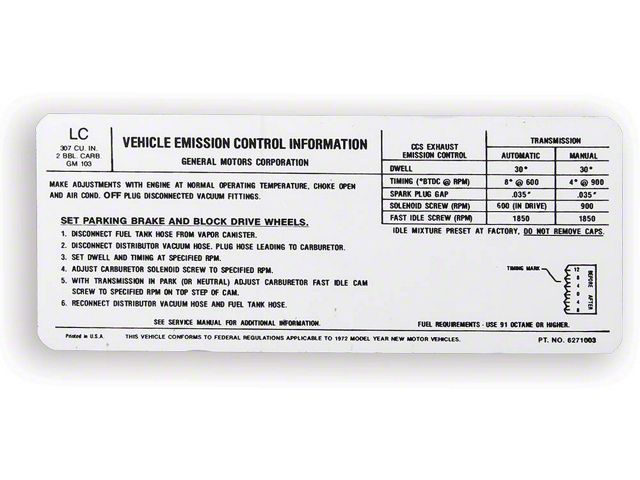 LC
307 CU. IN.
2 BBL. CARB.
GM 103
VEHICLE EMISSION CONTROL INFORMATION
GENERAL MOTORS CORPORATION
MAKE ADJUSTMENTS WITH ENGINE AT NORMAL OPERATING TEMPERATURE, CHOKE OPEN
AND AIR COND. OFF PLUG DISCONNECTED VACUUM FITTINGS.
SET PARKING BRAKE AND BLOCK DRIVE WHEELS.
1. DISCONNECT FUEL TANK HOSE FROM VAPOR CANISTER.
2. DISCONNECT DISTRIBUTOR VACUUM HOSE. PLUG HOSE LEADING TO CARBURETOR.
3. SET DWELL AND TIMING AT SPECIFIED RPM.
4. ADJUST CARBURETOR SOLENOID SCREW TO SPECIFIED RPM.
5. WITH TRANSMISSION IN PARK (OR NEUTRAL) ADJUST CARBURETOR FAST IDLE CAM
SCREW TO SPECIFIED RPM ON TOP STEP OF CAM.
6. RECONNECT DISTRIBUTOR VACUUM HOSE AND FUEL TANK HOSE.
SEE SERVICE MANUAL FOR ADDITIONAL INFORMATION.
CCS EXHAUST
EMISSION CONTROL
TRANSMISSION
AUTOMATIC MANUAL
DWELL 30° 30°
TIMING (°BTDC @ RPM) 8° @ 600 4° @ 900
SPARK PLUG GAP .035" .035"
SOLENOID SCREW (RPM) 600 (IN DRIVE) 900
FAST IDLE SCREW (RPM) 1850 1850
IDLE MIXTURE PRESET AT FACTORY, DO NOT REMOVE CAPS.
TIMING MARK
12
8
4
0
4
8
BEFORE
AFTER
FUEL REQUIREMENTS - USE 91 OCTANE OR HIGHER.
Printed in U.S.A. THIS VEHICLE CONFORMS TO FEDERAL REGULATIONS APPLICABLE TO 1972 MODEL YEAR NEW MOTOR VEHICLES. PT. NO. 6271003